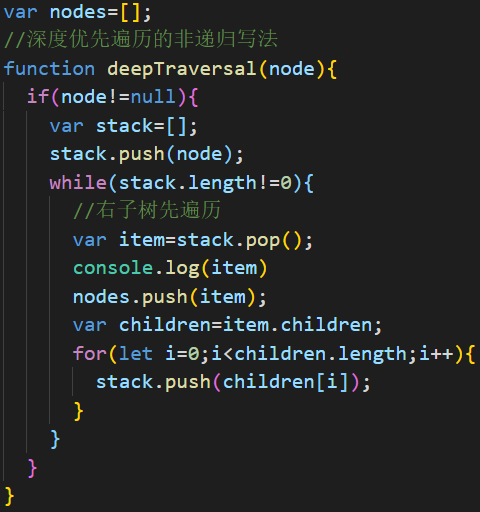 var nodes=[];
//深度优先遍历的非递归写法
function deepTraversal(node){
  if(node!=null){
    var stack=[];
    stack.push(node);
    while(stack.length!=0){
      //右子树先遍历
      var item=stack.pop();
      console.log(item)
      nodes.push(item);
      var children=item.children;
      for(let i=0;i<children.length;i++){
        stack.push(children[i]);
      }
    }
  }
}